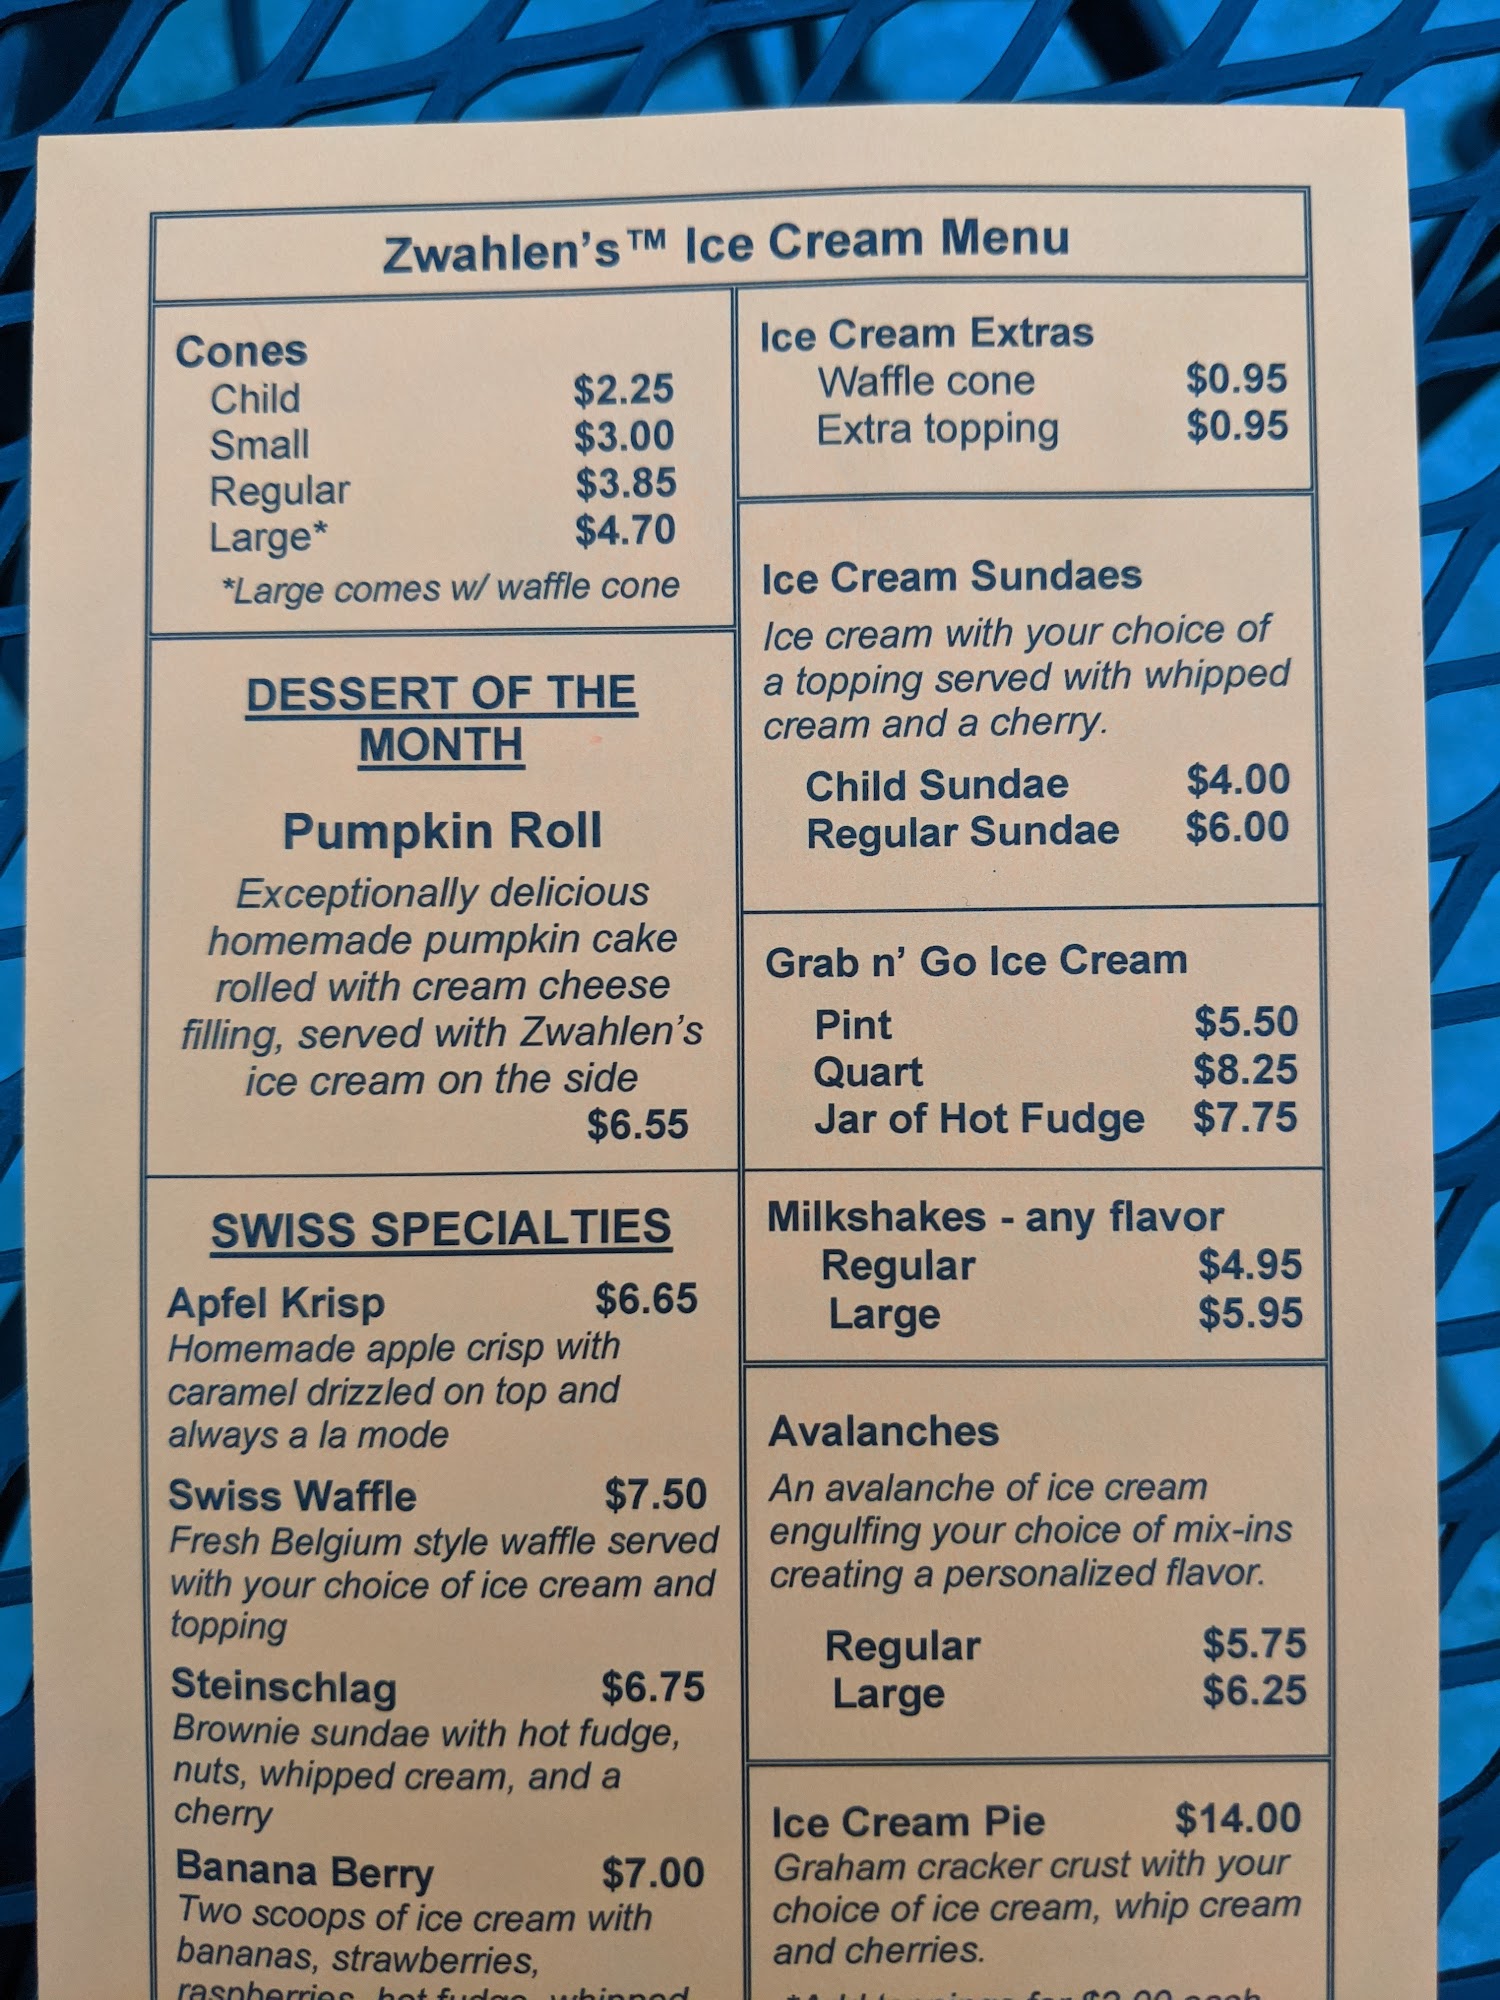 Zwahlen's™ Ice Cream Menu
Cones
Child $2.25
Small $3.00
Regular $3.85
Large* $4.70
*Large comes w/ waffle cone
DESSERT OF THE
MONTH
Pumpkin Roll
Exceptionally delicious
homemade pumpkin cake
rolled with cream cheese
filling, served with Zwahlen's
ice cream on the side
$6.55
SWISS SPECIALTIES
Apfel Krisp $6.65
Homemade apple crisp with
caramel drizzled on top and
always a la mode
Swiss Waffle $7.50
Fresh Belgium style waffle served
with your choice of ice cream and
topping
Steinschlag $6.75
Brownie sundae with hot fudge,
nuts, whipped cream, and a
cherry
Banana Berry $7.00
Two scoops of ice cream with
bananas, strawberries,
raspberries, hot fudge, whipped
Ice Cream Extras
Waffle cone $0.95
Extra topping $0.95
Ice Cream Sundaes
Ice cream with your choice of
a topping served with whipped
cream and a cherry.
Child Sundae $4.00
Regular Sundae $6.00
Grab n' Go Ice Cream
Pint $5.50
Quart $8.25
Jar of Hot Fudge $7.75
Milkshakes - any flavor
Regular $4.95
Large $5.95
Avalanches
An avalanche of ice cream
engulfing your choice of mix-ins
creating a personalized flavor.
Regular $5.75
Large $6.25
Ice Cream Pie $14.00
Graham cracker crust with your
choice of ice cream, whip cream
and cherries.